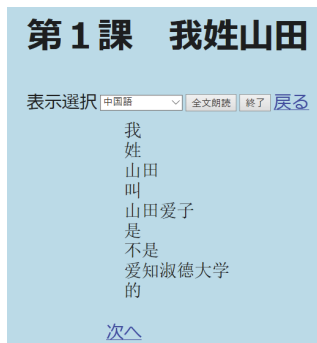 第１課　我姓山田
表示選択 中国語 全文朗読 終了 戻る
我
姓
山田
叫
山田爱子
是
不是
爱知淑德大学
的
次へ